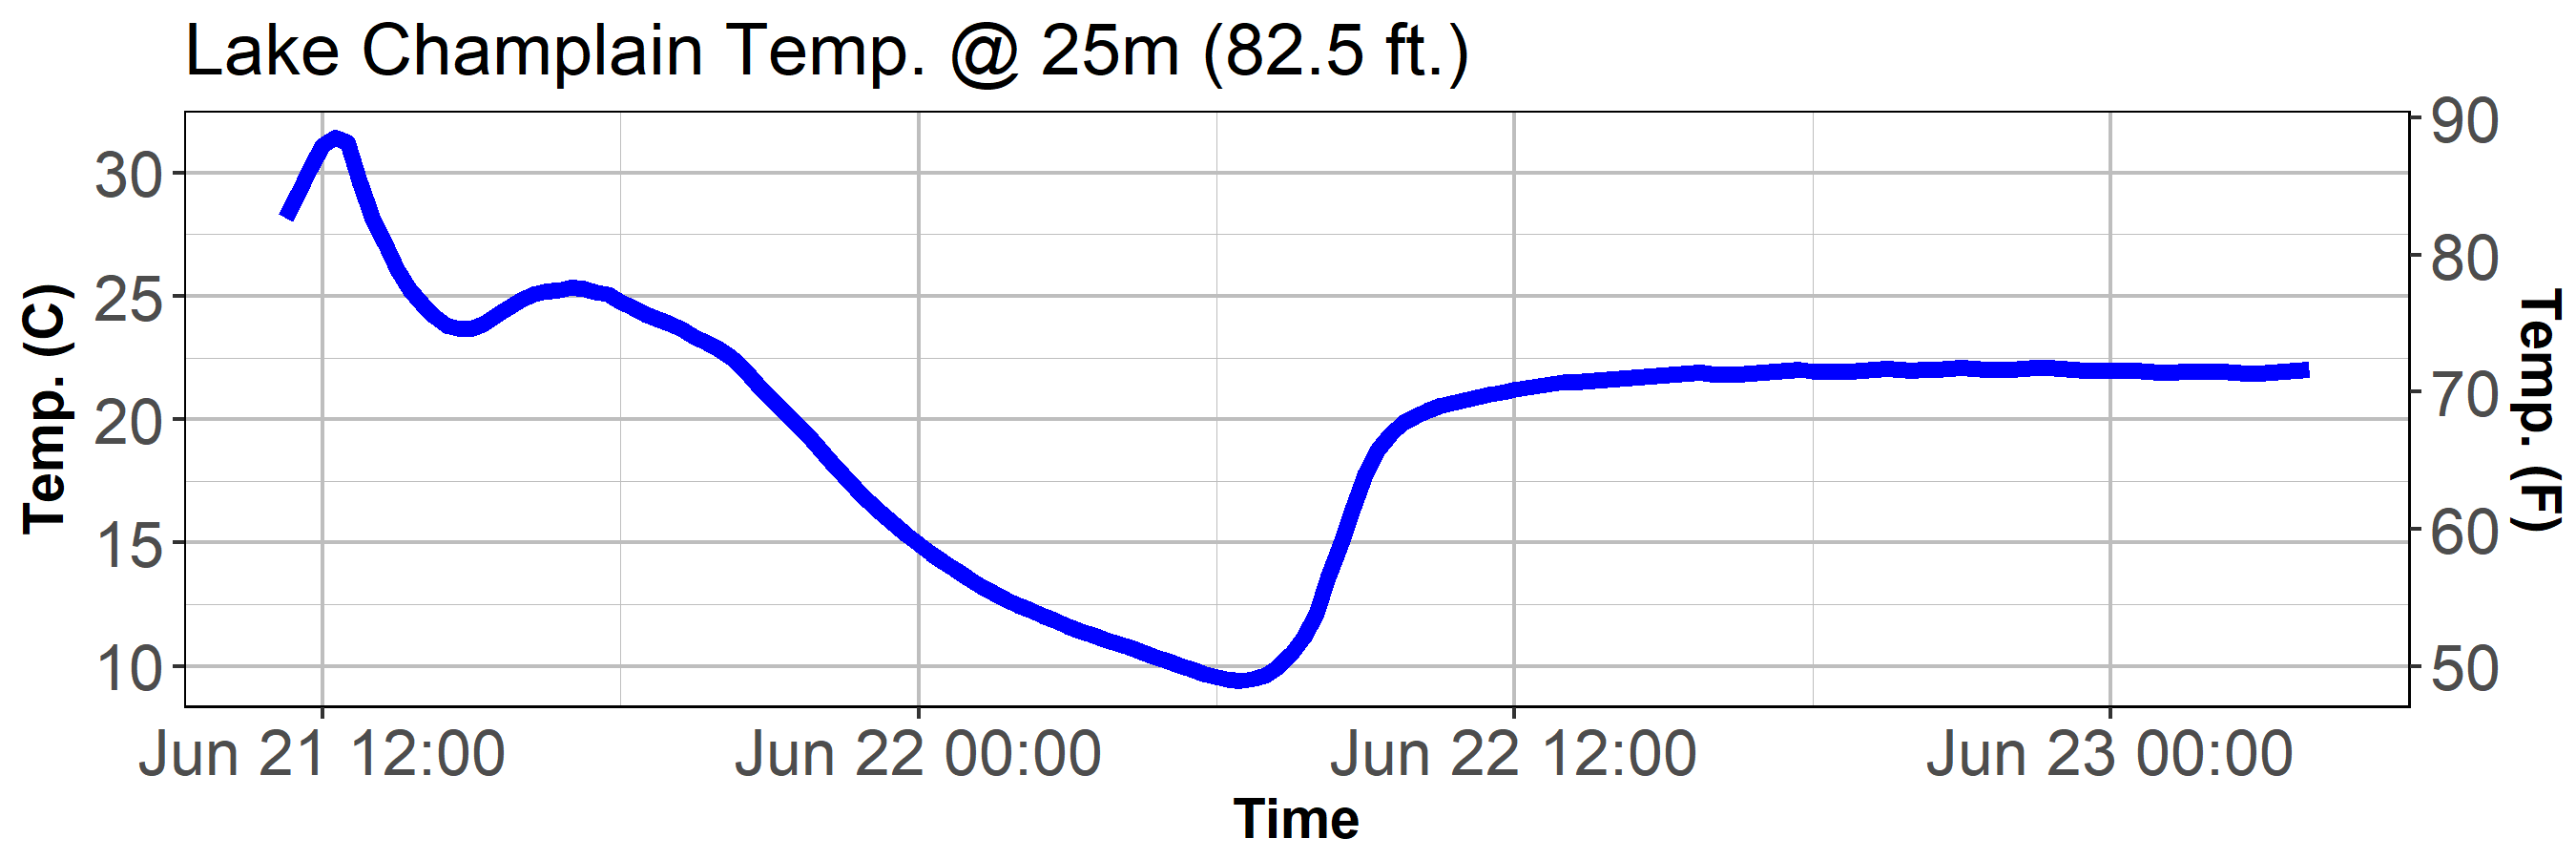 Lake Champlain Temp. @ 25m (82.5 ft.)
Temp. (C)
30
25
20
15
10
90
80
70
60
50
Temp. (F)
Jun 21 12:00
Jun 22 00:00
Jun 22 12:00
Jun 23 00:00
Time